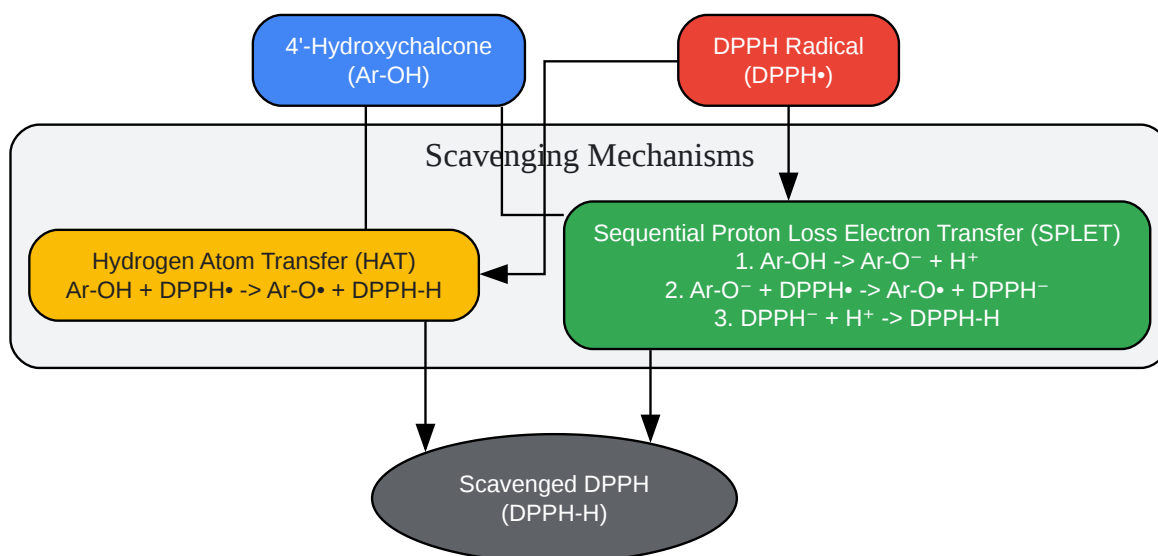 4'-Hydroxychalcone
(Ar-OH)
DPPH Radical
(DPPH•)
Scavenging Mechanisms
Hydrogen Atom Transfer (HAT)
Ar-OH + DPPH• -> Ar-O• + DPPH-H
Sequential Proton Loss Electron Transfer (SPLET)
1. Ar-OH -> Ar-O⁻ + H⁺
2. Ar-O⁻ + DPPH• -> Ar-O• + DPPH⁻
3. DPPH⁻ + H⁺ -> DPPH-H
Scavenged DPPH
(DPPH-H)